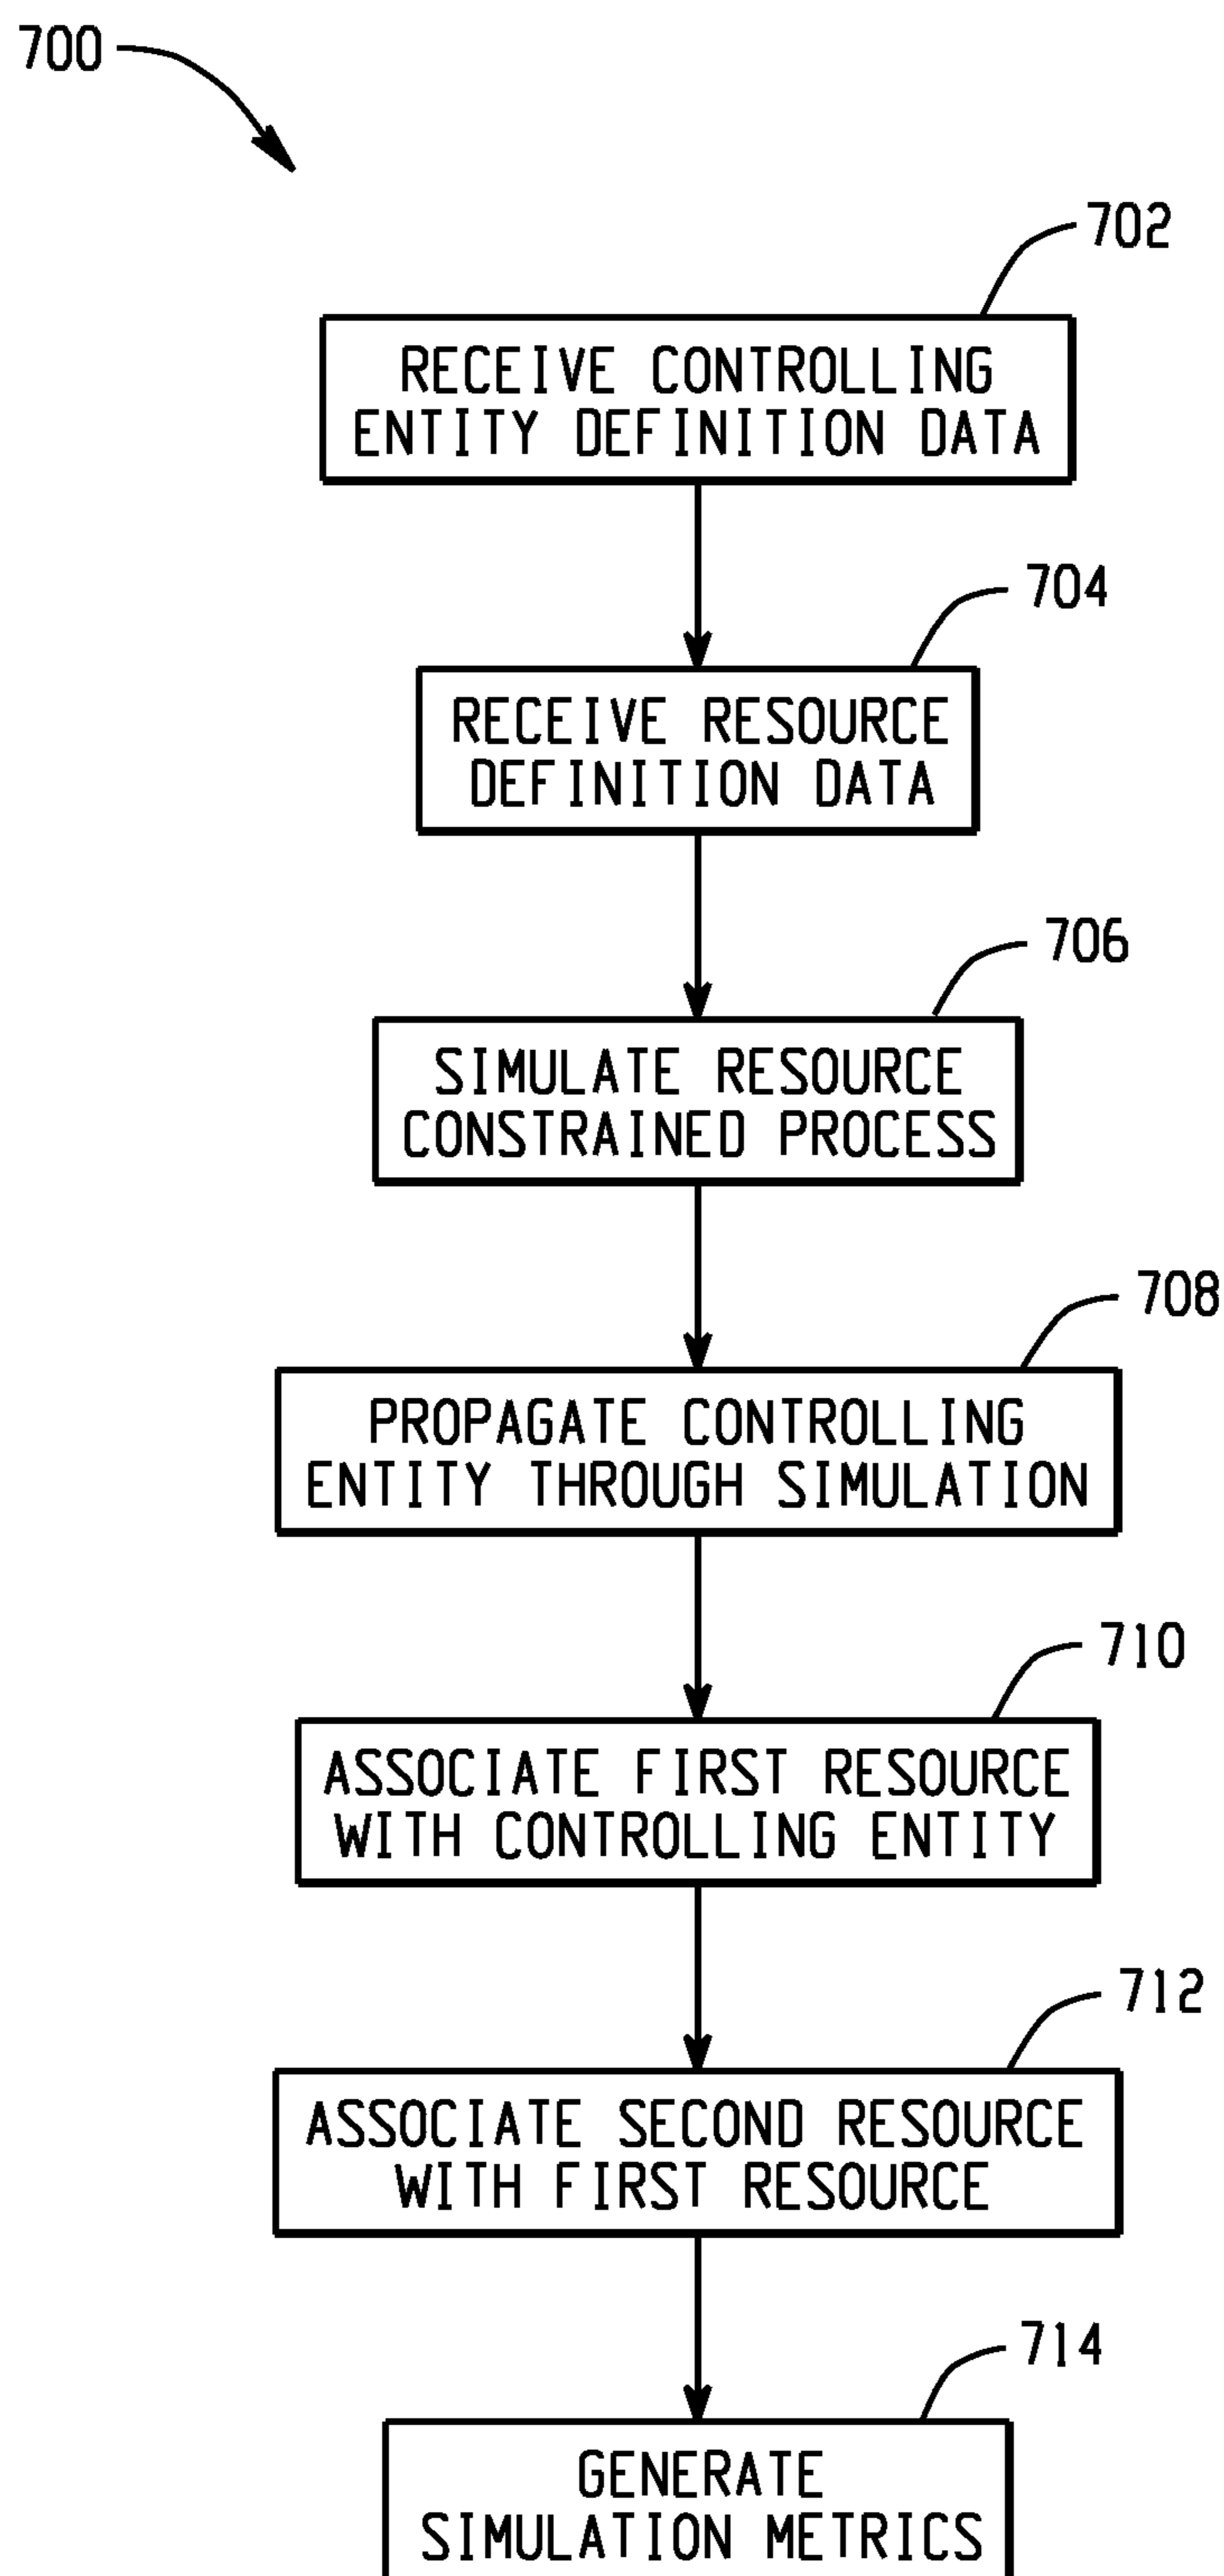 700
702
RECEIVE CONTROLLING
ENTITY DEFINITION DATA
704
RECEIVE RESOURCE
DEFINITION DATA
706
SIMULATE RESOURCE
CONSTRAINED PROCESS
708
PROPAGATE CONTROLLING
ENTITY THROUGH SIMULATION
710
ASSOCIATE FIRST RESOURCE
WITH CONTROLLING ENTITY
712
ASSOCIATE SECOND RESOURCE
WITH FIRST RESOURCE
714
GENERATE
SIMULATION METRICS